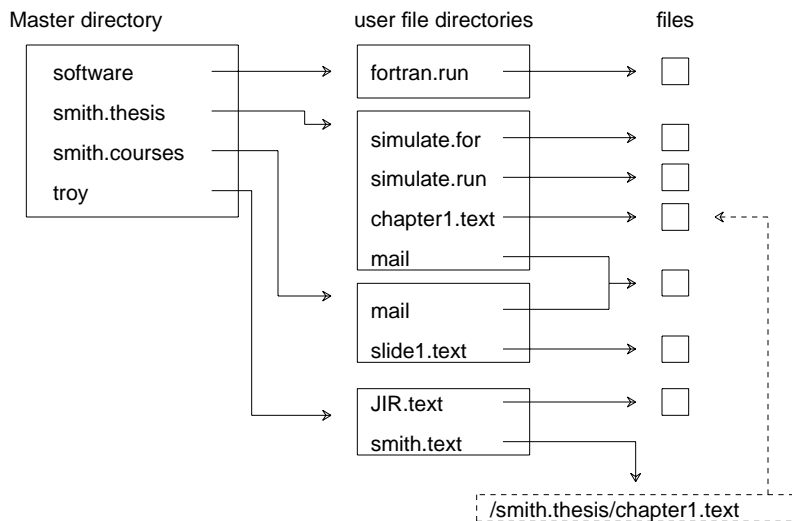 Master directory
software
smith.thesis
smith.courses
troy
user file directories
fortran.run
simulate.for
simulate.run
chapter1.text
mail
mail
slide1.text
JIR.text
smith.text
files
/smith.thesis/chapter1.text